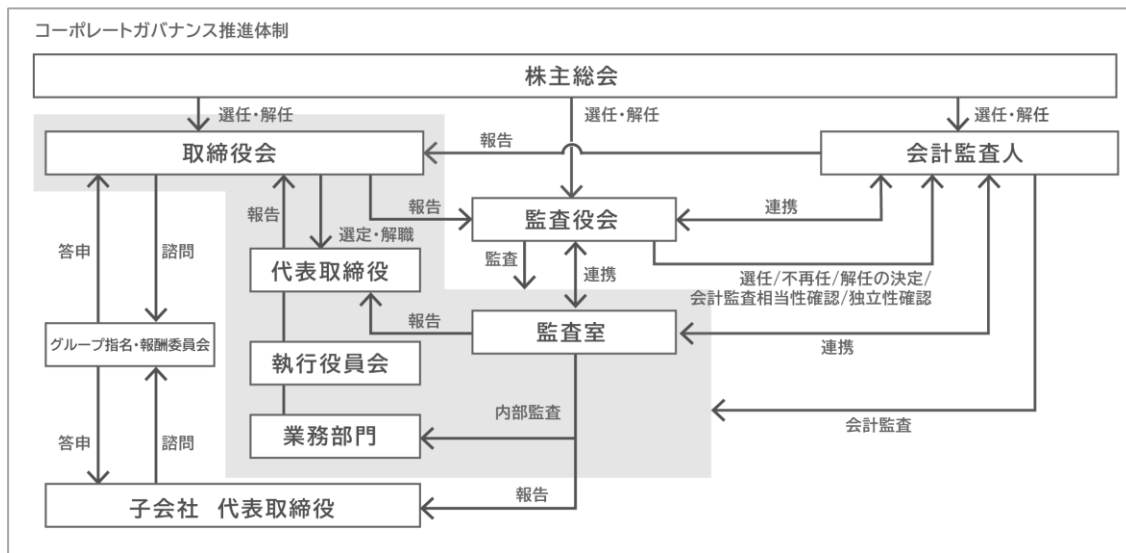 コーポレートガバナンス推進体制
株主総会
選任・解任
選任・解任
選任・解任
取締役会
報告
会計監査人
報告
報告
監査役会
連携
答申
諮問
選定・解職
代表取締役
監査
連携
選任/不再任/解任の決定/
会計監査相当性確認/独立性確認
報告
監査室
連携
グループ指名・報酬委員会
執行役員会
内部監査
業務部門
会計監査
答申
諮問
報告
子会社 代表取締役